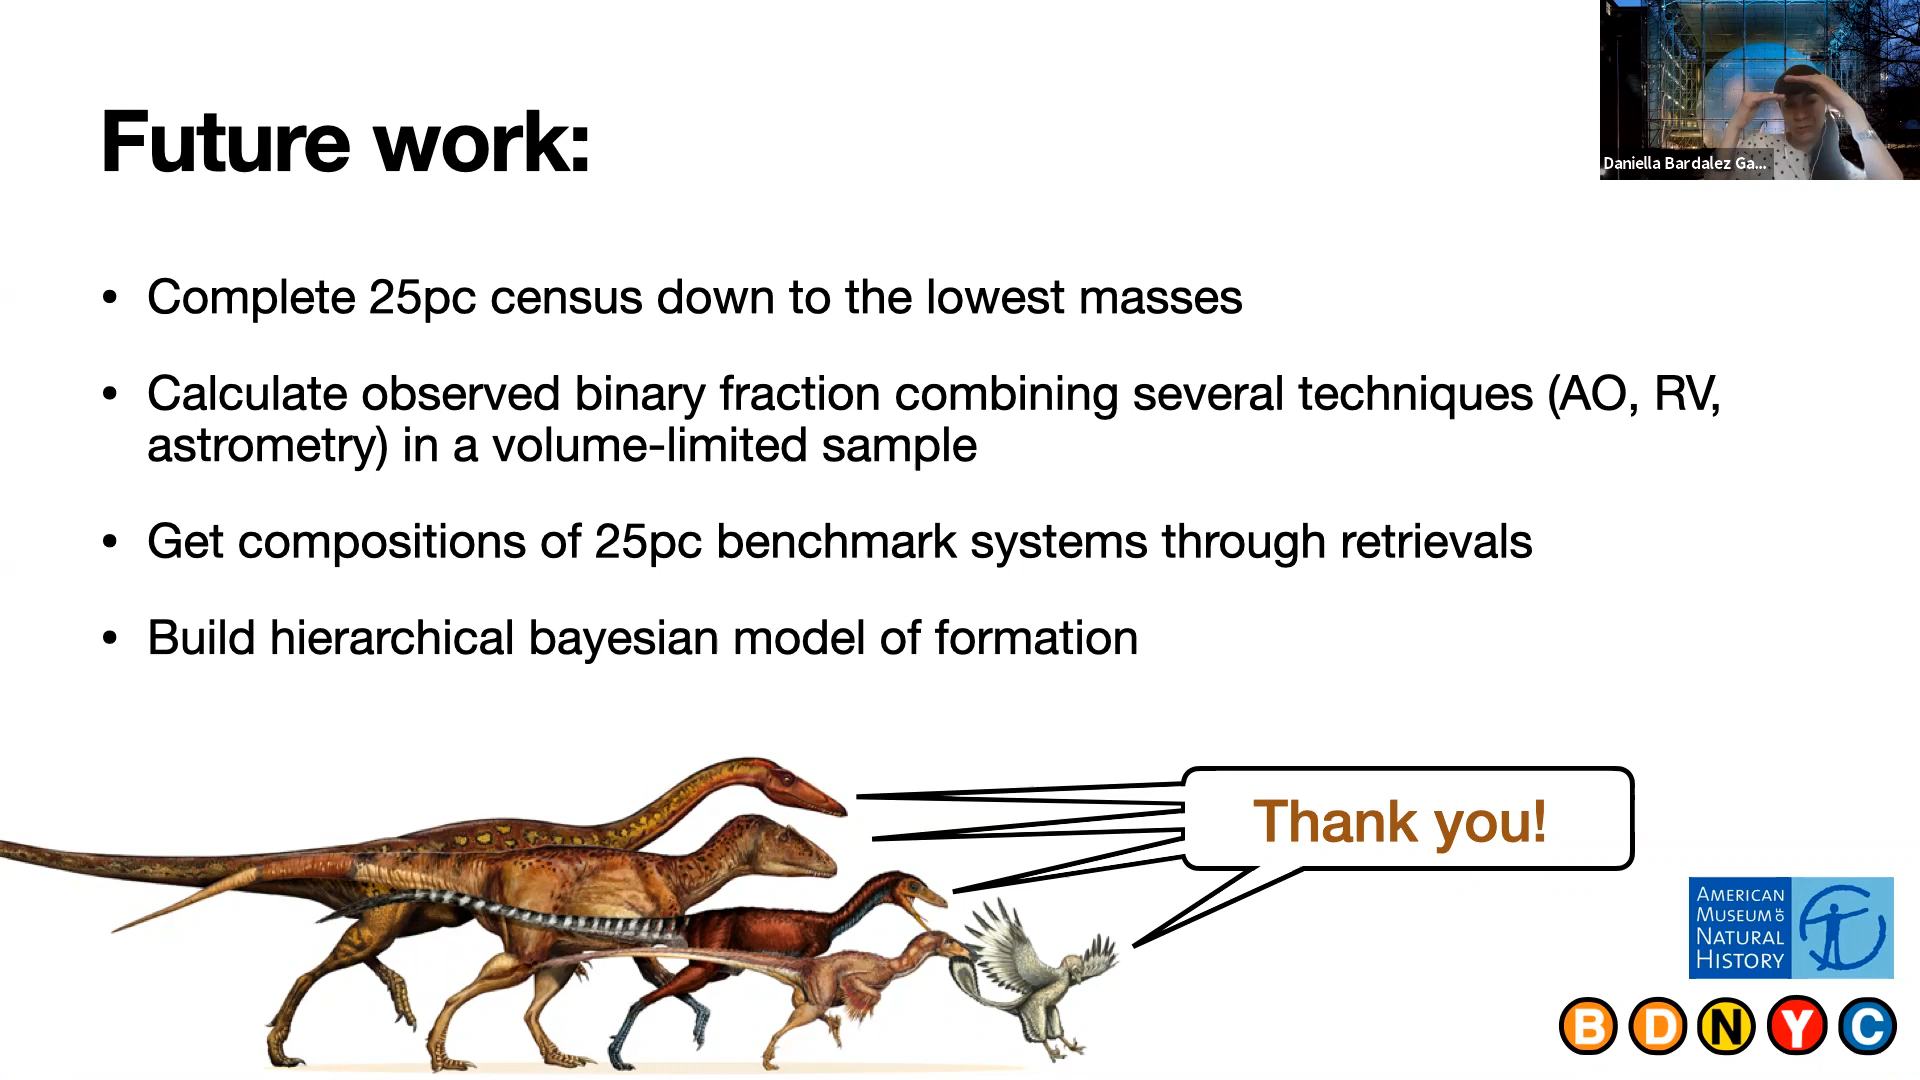 Future work:
Daniella Bardalez Ga...
• Complete 25pc census down to the lowest masses
• Calculate observed binary fraction combining several techniques (AO, RV,
astrometry) in a volume-limited sample
• Get compositions of 25pc benchmark systems through retrievals
• Build hierarchical bayesian model of formation
Thank you!
AMERICAN
MUSEUM OF
NATURAL
HISTORY
B D N Y C